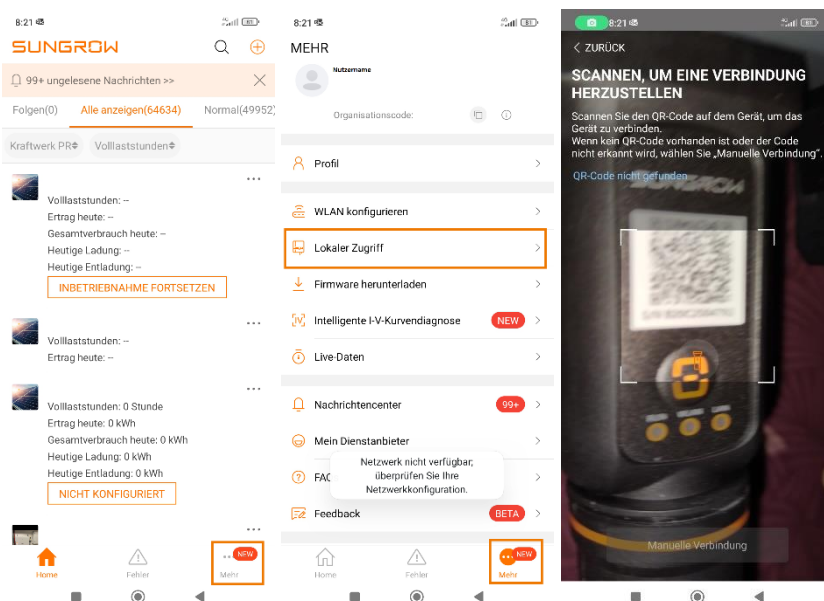 8:21
81
SUNGROW
99+ ungelesene Nachrichten >>
Folgen(0) Alle anzeigen(64634) Normal(49952)
Kraftwerk PR Volllaststunden
Volllaststunden: --
Ertrag heute: --
Gesamtverbrauch heute: --
Heutige Ladung: --
Heutige Entladung: --
INBETRIEBNAHME FORTSETZEN
Volllaststunden: --
Ertrag heute: --
Volllaststunden: 0 Stunde
Ertrag heute: 0 kWh
Gesamtverbrauch heute: 0 kWh
Heutige Ladung: 0 kWh
Heutige Entladung: 0 kWh
NICHT KONFIGURIERT
NEW
Home Fehler Mehr
8:21
81
MEHR
Nutzername
Organisationscode:
Profil
WLAN konfigurieren
Lokaler Zugriff
Firmware herunterladen
Intelligente I-V-Kurvendiagnose NEW
Live-Daten
Nachrichtencenter 99+
Mein Dienstanbieter
FAQ
Netzwerk nicht verfügbar;
überprüfen Sie Ihre
Netzwerkkonfiguration.
Feedback BETA
NEW
Home Fehler Mehr
8:21
81
< ZURÜCK
SCANNEN, UM EINE VERBINDUNG
HERZUSTELLEN
Scannen Sie den QR-Code auf dem Gerät, um das
Gerät zu verbinden.
Wenn kein QR-Code vorhanden ist oder der Code
nicht erkannt wird, wählen Sie „Manuelle Verbindung".
QR-Code nicht gefunden
SUNGROW
Manuelle Verbindung